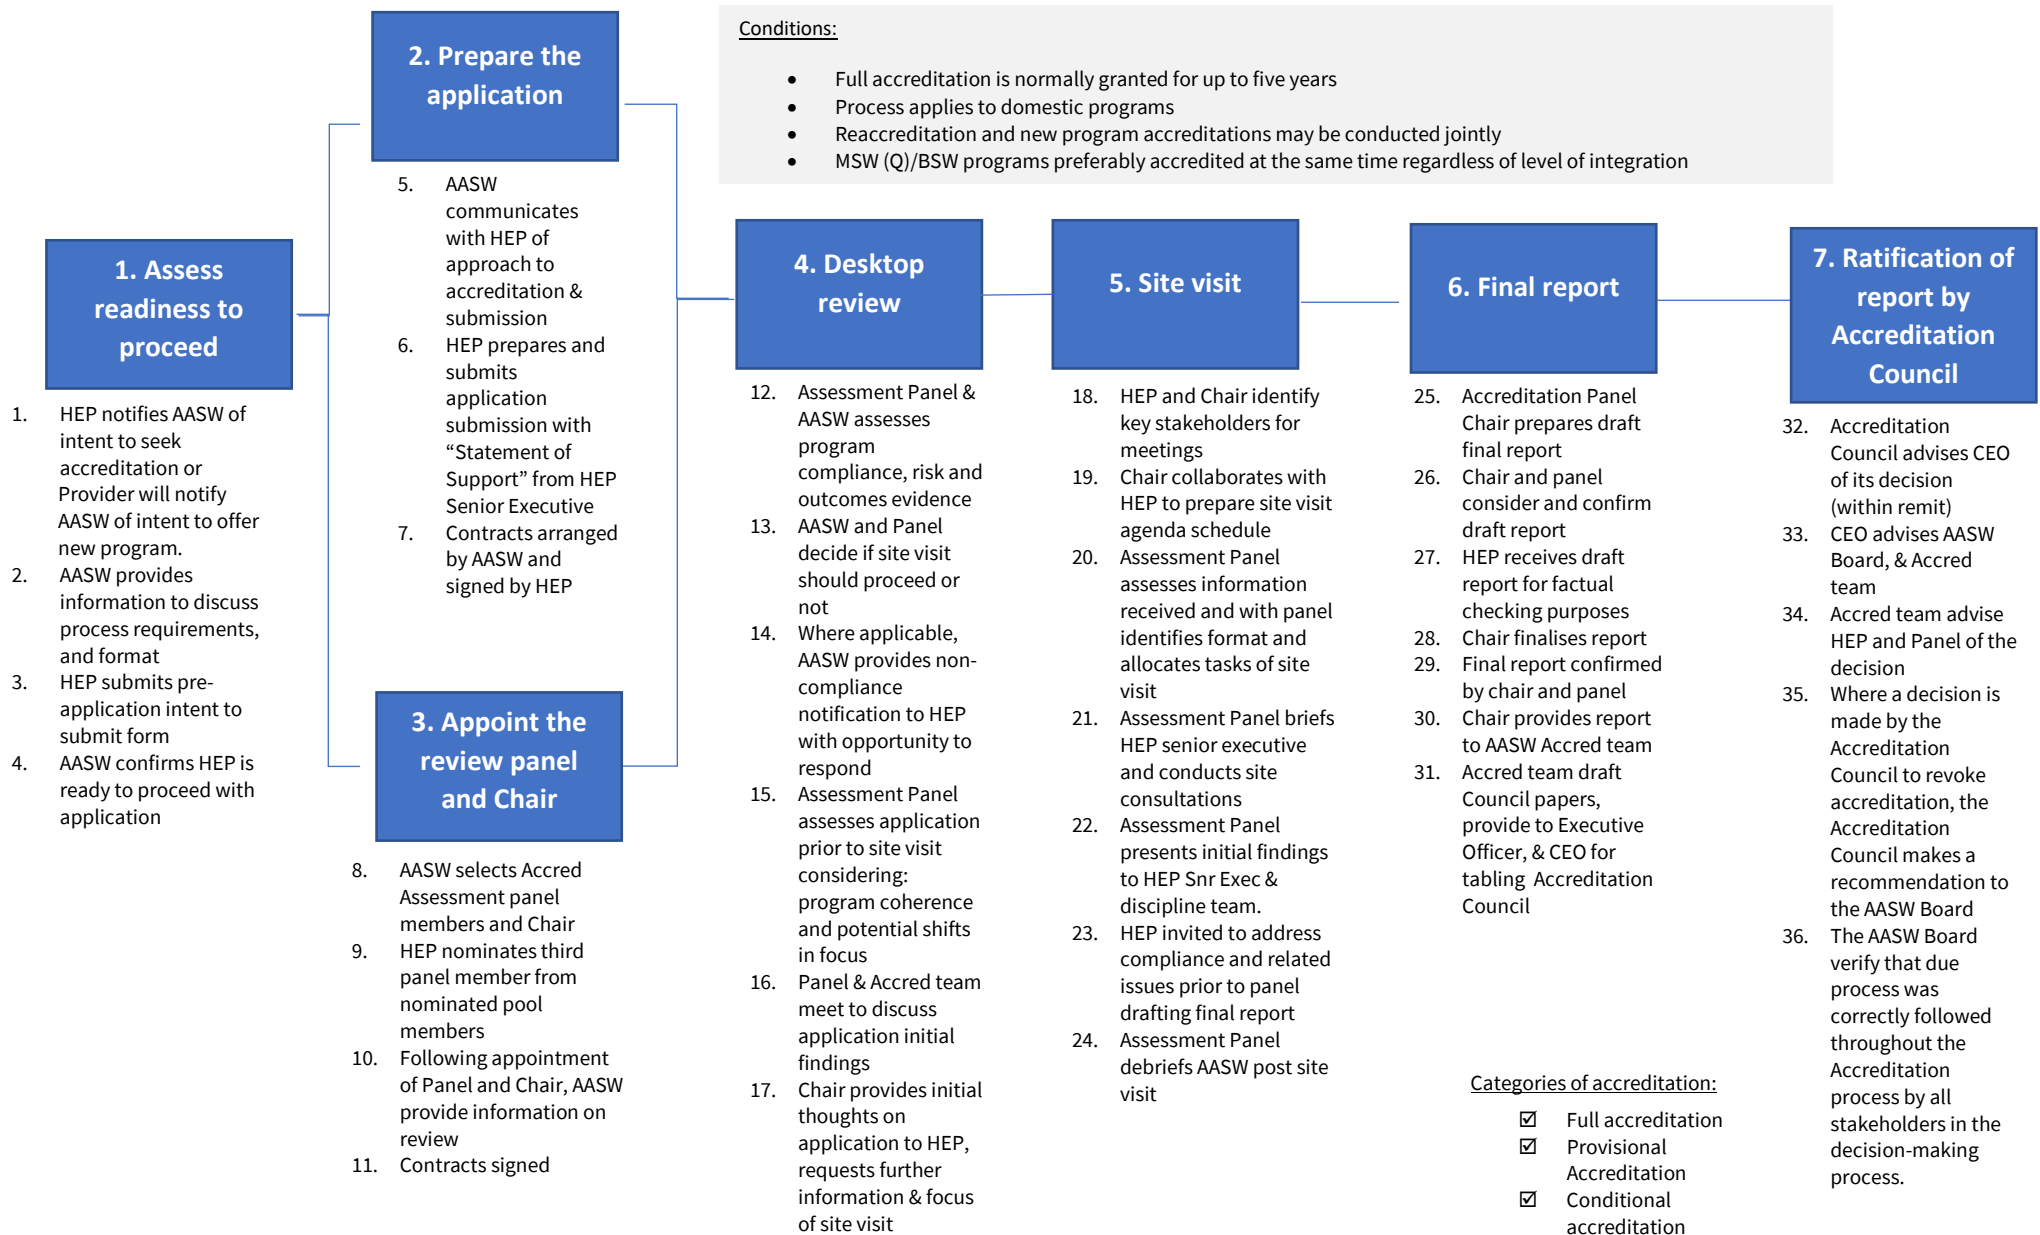 Conditions:
• Full accreditation is normally granted for up to five years
• Process applies to domestic programs
• Reaccreditation and new program accreditations may be conducted jointly
• MSW (Q)/BSW programs preferably accredited at the same time regardless of level of integration
1. Assess
readiness to
proceed
1. HEP notifies AASW of
intent to seek
accreditation or
Provider will notify
AASW of intent to offer
new program.
2. AASW provides
information to discuss
process requirements,
and format
3. HEP submits pre-
application intent to
submit form
4. AASW confirms HEP is
ready to proceed with
application
2. Prepare the
application
5. AASW
communicates
with HEP of
approach to
accreditation &
submission
6. HEP prepares and
submits
application
submission with
“Statement of
Support” from HEP
Senior Executive
7. Contracts arranged
by AASW and
signed by HEP
3. Appoint the
review panel
and Chair
8. AASW selects Accred
Assessment panel
members and Chair
9. HEP nominates third
panel member from
nominated pool
members
10. Following appointment
of Panel and Chair, AASW
provide information on
review
11. Contracts signed
4. Desktop
review
12. Assessment Panel &
AASW assesses
program
compliance, risk and
outcomes evidence
13. AASW and Panel
decide if site visit
should proceed or
not
14. Where applicable,
AASW provides non-
compliance
notification to HEP
with opportunity to
respond
15. Assessment Panel
assesses application
prior to site visit
considering:
program coherence
and potential shifts
in focus
16. Panel & Accred team
meet to discuss
application initial
findings
17. Chair provides initial
thoughts on
application to HEP,
requests further
information & focus
of site visit
5. Site visit
18. HEP and Chair identify
key stakeholders for
meetings
19. Chair collaborates with
HEP to prepare site visit
agenda schedule
20. Assessment Panel
assesses information
received and with panel
identifies format and
allocates tasks of site
visit
21. Assessment Panel briefs
HEP senior executive
and conducts site
consultations
22. Assessment Panel
presents initial findings
to HEP Snr Exec &
discipline team.
23. HEP invited to address
compliance and related
issues prior to panel
drafting final report
24. Assessment Panel
debriefs AASW post site
visit
6. Final report
25. Accreditation Panel
Chair prepares draft
final report
26. Chair and panel
consider and confirm
draft report
27. HEP receives draft
report for factual
checking purposes
28. Chair finalises report
29. Final report confirmed
by chair and panel
30. Chair provides report
to AASW Accred team
31. Accred team draft
Council papers,
provide to Executive
Officer, & CEO for
tabling Accreditation
Council
Categories of accreditation:
☑ Full accreditation
☑ Provisional
Accreditation
☑ Conditional
accreditation
7. Ratification of
report by
Accreditation
Council
32. Accreditation
Council advises CEO
of its decision
(within remit)
33. CEO advises AASW
Board, & Accred
team
34. Accred team advise
HEP and Panel of the
decision
35. Where a decision is
made by the
Accreditation
Council to revoke
accreditation, the
Accreditation
Council makes a
recommendation to
the AASW Board
36. The AASW Board
verify that due
process was
correctly followed
throughout the
Accreditation
process by all
stakeholders in the
decision-making
process.